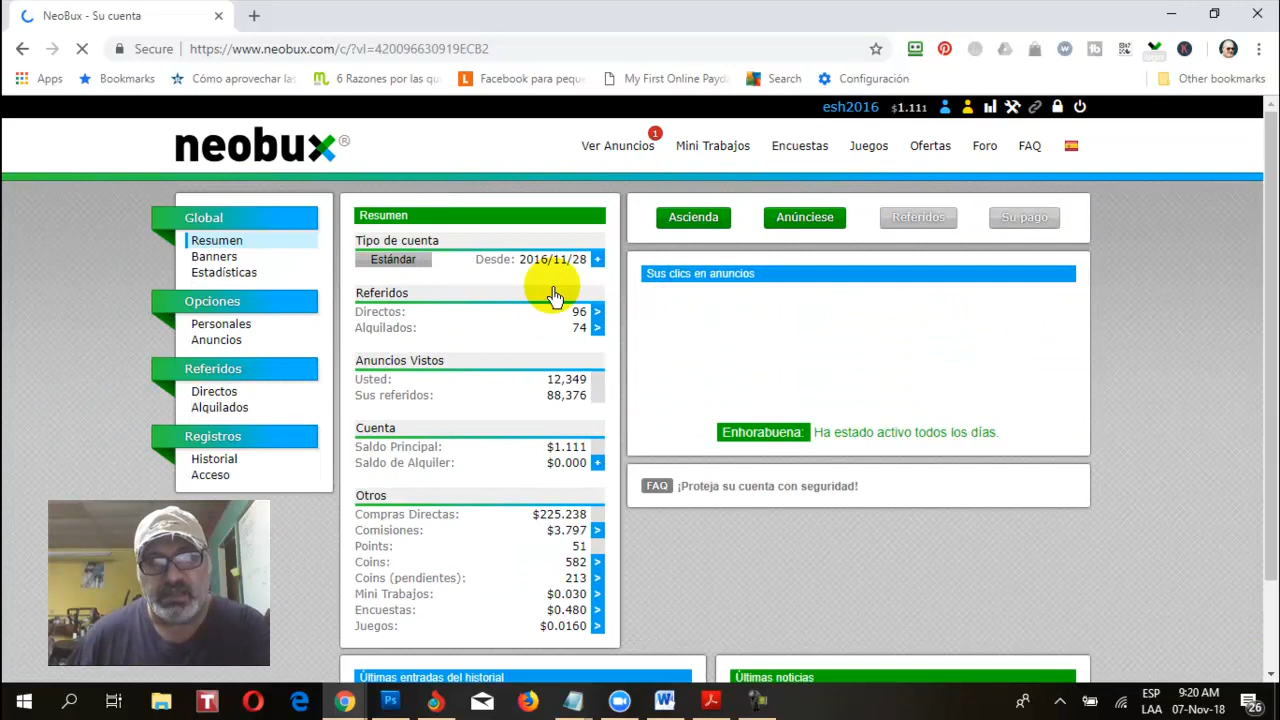 NeoBux - Su cuenta
Secure https://www.neobux.com/c/?vl=420096630919ECB2
Apps Bookmarks Cómo aprovechar las 6 Razones por las qu Facebook para peque My First Online Payda Search Configuración Other bookmarks
esh2016 $1.111
neobux®
Ver Anuncios 1 Mini Trabajos Encuestas Juegos Ofertas Foro FAQ
Global
Resumen
Banners
Estadísticas
Opciones
Personales
Anuncios
Referidos
Directos
Alquilados
Registros
Historial
Acceso
Resumen
Tipo de cuenta
Estándar Desde: 2016/11/28 +
Referidos
Directos: 96 >
Alquilados: 74 >
Anuncios Vistos
Usted: 12,349
Sus referidos: 88,376
Cuenta
Saldo Principal: $1.111
Saldo de Alquiler: $0.000 +
Otros
Compras Directas: $225.238
Comisiones: $3.797 >
Points: 51
Coins: 582 >
Coins (pendientes): 213 >
Mini Trabajos: $0.030 >
Encuestas: $0.480 >
Juegos: $0.0160 >
Ascienda Anúnciese Referidos Su pago
Sus clics en anuncios
Enhorabuena: Ha estado activo todos los días.
FAQ ¡Proteja su cuenta con seguridad!
Últimas entradas del historial
Últimas noticias
ESP 9:20 AM
LAA 07-Nov-18 26